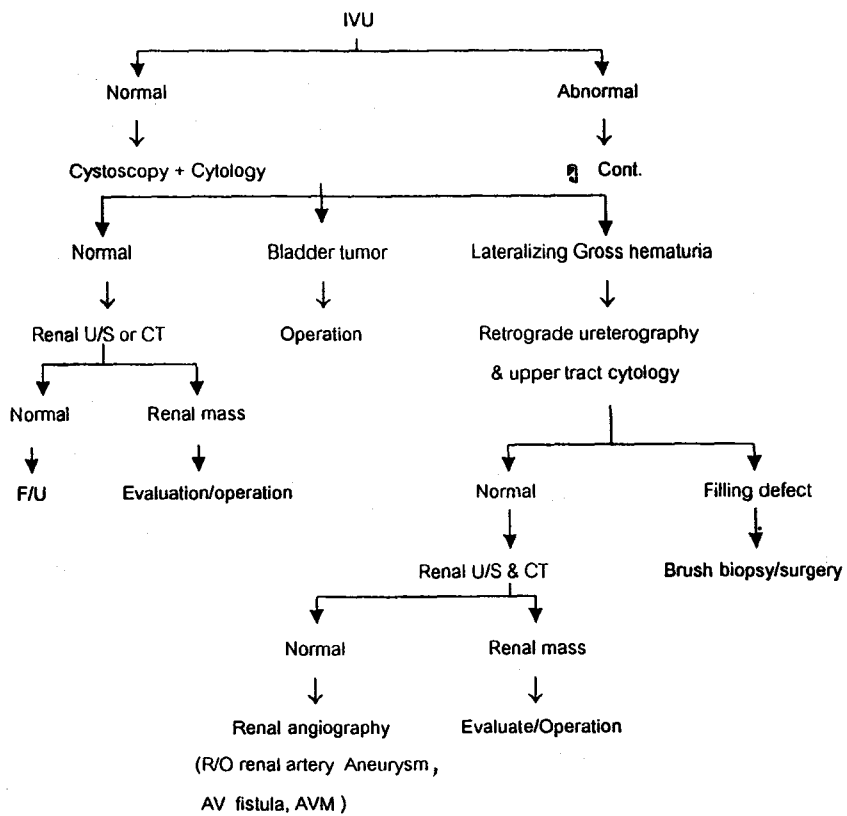 IVU
Normal
Abnormal
Cystoscopy + Cytology
Cont.
Normal
Bladder tumor
Lateralizing Gross hematuria
Renal U/S or CT
Operation
Retrograde ureterography
& upper tract cytology
Normal
Renal mass
F/U
Evaluation/operation
Normal
Filling defect
Renal U/S & CT
Brush biopsy/surgery
Normal
Renal mass
Renal angiography
Evaluate/Operation
(R/O renal artery Aneurysm,
AV fistula, AVM)